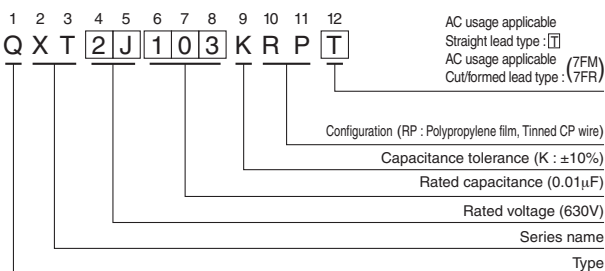 1 2 3 4 5 6 7 8 9 10 11 12
Q X T 2 J 1 0 3 K R P T
AC usage applicable
Straight lead type : T
AC usage applicable (7FM)
Cut/formed lead type : (7FR)
Configuration (RP : Polypropylene film, Tinned CP wire)
Capacitance tolerance (K : ±10%)
Rated capacitance (0.01µF)
Rated voltage (630V)
Series name
Type